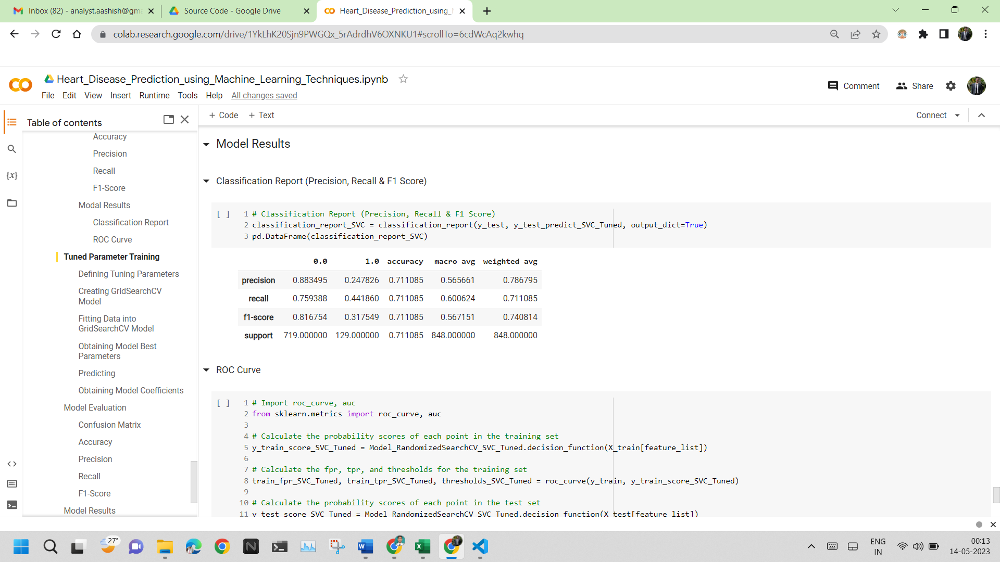 Inbox (82) - analyst.aashish@gm
Source Code - Google Drive
Heart_Disease_Prediction_using_
colab.research.google.com/drive/1YkLhK20Sjn9PWGQx_5rAdrdhV6OXNKU1#scrollTo=6cdWcAq2kwhq
Heart_Disease_Prediction_using_Machine_Learning_Techniques.ipynb
File Edit View Insert Runtime Tools Help All changes saved
Comment Share
Table of contents
Accuracy
Precision
Recall
F1-Score
Modal Results
Classification Report
ROC Curve
Tuned Parameter Training
Defining Tuning Parameters
Creating GridSearchCV
Model
Fitting Data into
GridSearchCV Model
Obtaining Model Best
Parameters
Predicting
Obtaining Model Coefficients
Model Evaluation
Confusion Matrix
Accuracy
Precision
Recall
F1-Score
Model Results
{x}
+ Code + Text
Connect
Model Results
Classification Report (Precision, Recall & F1 Score)
[ ]
1 # Classification Report (Precision, Recall & F1 Score)
2 classification_report_SVC = classification_report(y_test, y_test_predict_SVC_Tuned, output_dict=True)
3 pd.DataFrame(classification_report_SVC)
0.0 1.0 accuracy macro avg weighted avg
precision 0.883495 0.247826 0.711085 0.565661 0.786795
recall 0.759388 0.441860 0.711085 0.600624 0.711085
f1-score 0.816754 0.317549 0.711085 0.567151 0.740814
support 719.000000 129.000000 0.711085 848.000000 848.000000
ROC Curve
[ ]
1 # Import roc_curve, auc
2 from sklearn.metrics import roc_curve, auc
3
4 # Calculate the probability scores of each point in the training set
5 y_train_score_SVC_Tuned = Model_RandomizedSearchCV_SVC_Tuned.decision_function(X_train[feature_list])
6
7 # Calculate the fpr, tpr, and thresholds for the training set
8 train_fpr_SVC_Tuned, train_tpr_SVC_Tuned, thresholds_SVC_Tuned = roc_curve(y_train, y_train_score_SVC_Tuned)
9
10 # Calculate the probability scores of each point in the test set
11 y_test_score_SVC_Tuned = Model_RandomizedSearchCV_SVC_Tuned.decision_function(X_test[feature_list])
27°
ENG
IN
00:13
14-05-2023